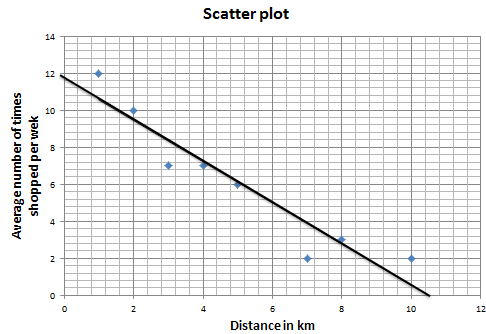 Scatter plot
14
12
10
8
6
4
2
0
Average number of times
shopped per wek
0 2 4 6 8 10 12
Distance in km